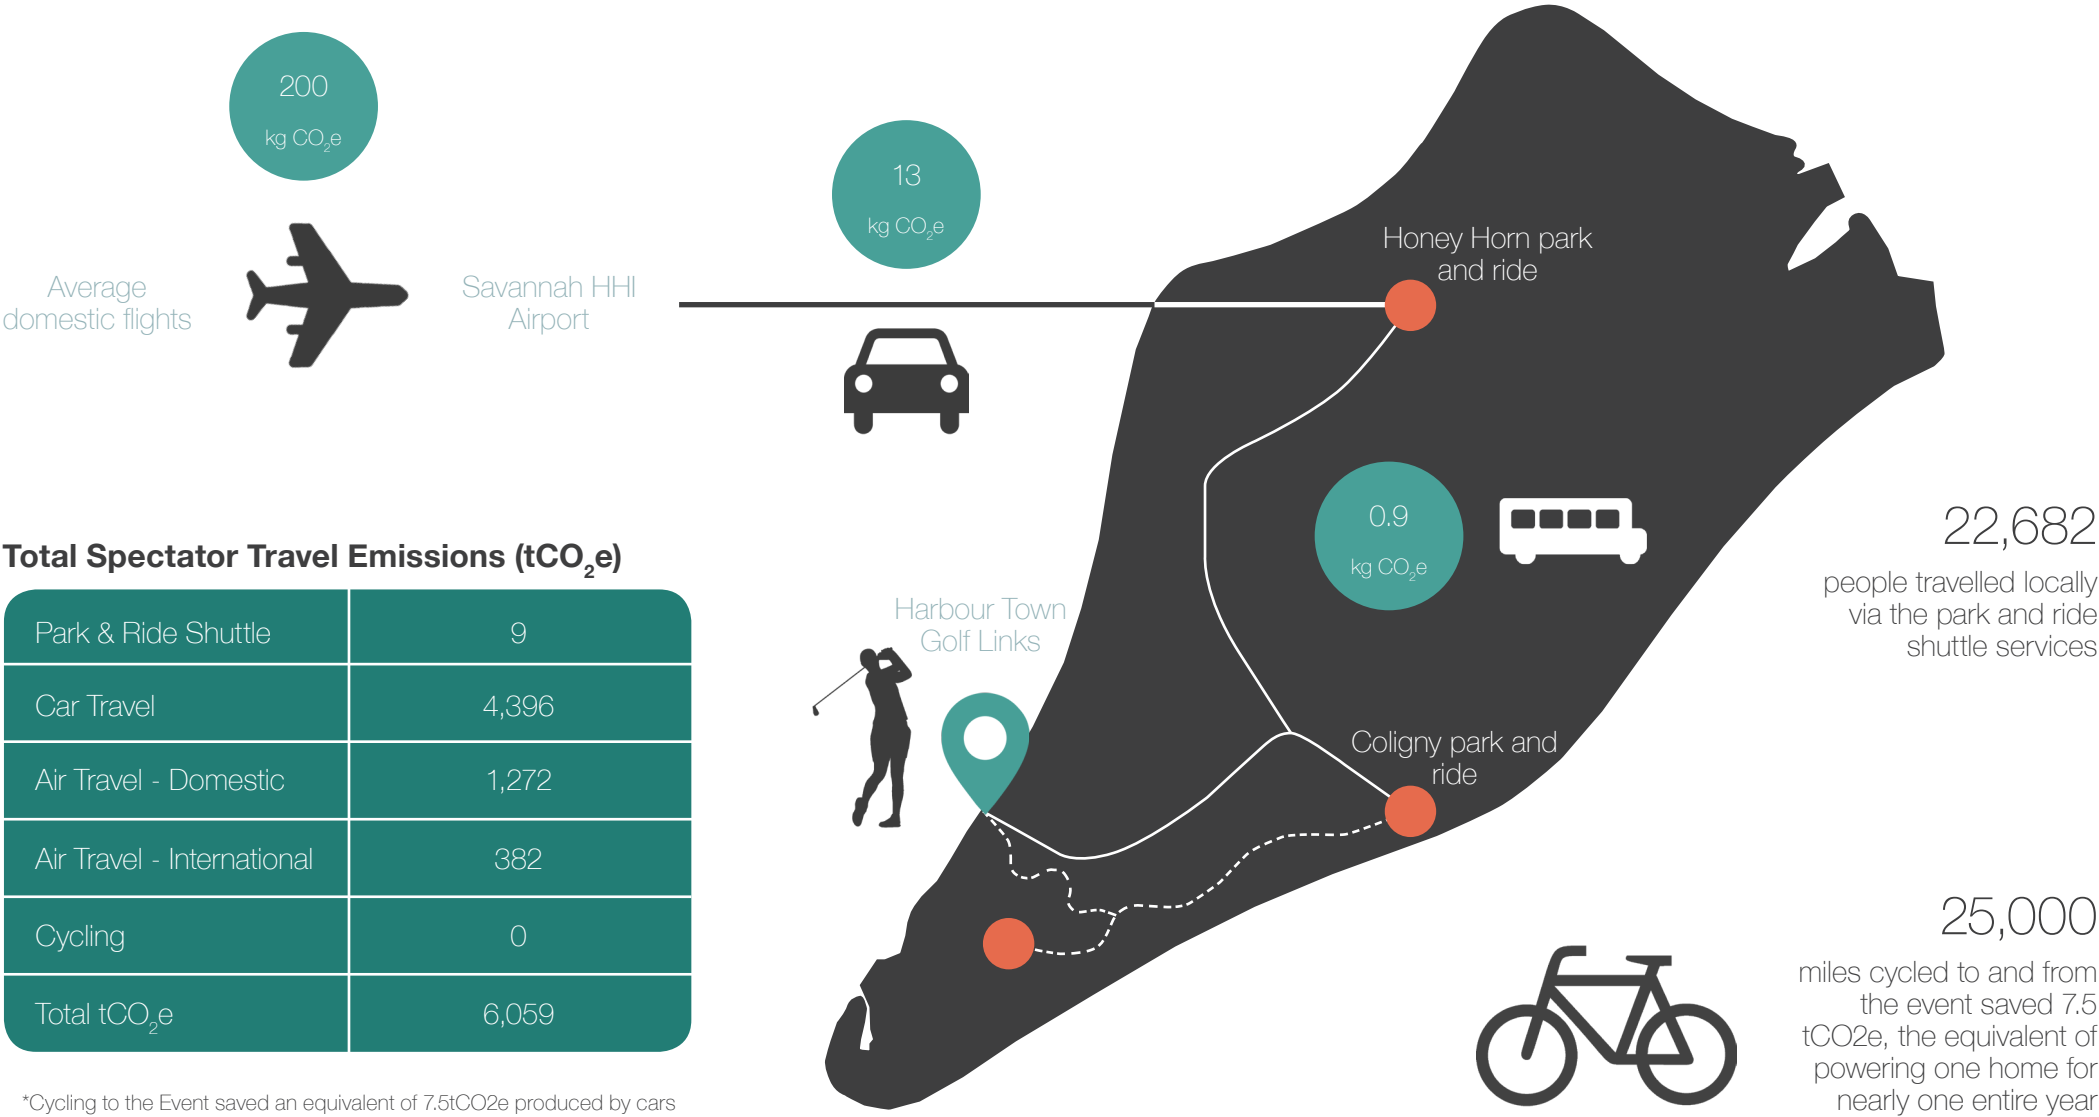 200
kg CO₂e
13
kg CO₂e
Average
domestic flights
Savannah HHI
Airport
Honey Horn park
and ride
0.9
kg CO₂e
22,682
people travelled locally
via the park and ride
shuttle services
Harbour Town
Golf Links
Coligny park and
ride
Total Spectator Travel Emissions (tCO₂e)
Park & Ride Shuttle 9
Car Travel 4,396
Air Travel - Domestic 1,272
Air Travel - International 382
Cycling 0
Total tCO₂e 6,059
*Cycling to the Event saved an equivalent of 7.5tCO2e produced by cars
25,000
miles cycled to and from
the event saved 7.5
tCO2e, the equivalent of
powering one home for
nearly one entire year